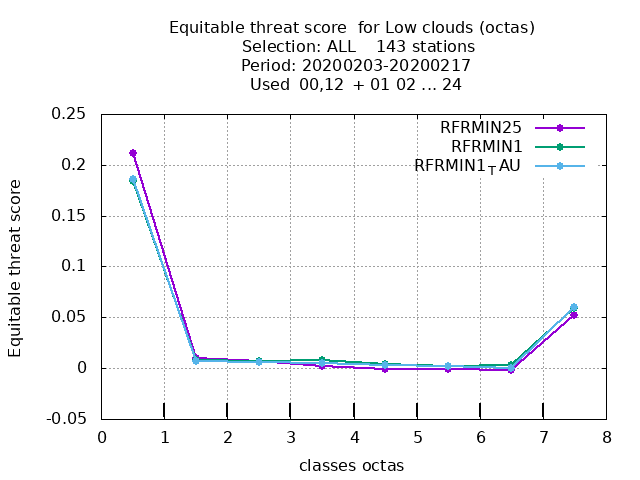 Equitable threat score  for Low clouds (octas)
Selection: ALL    143 stations
Period: 20200203-20200217
Used  00,12  + 01 02 ... 24
RFRMIN25
RFRMIN1
RFRMIN1TAU
Equitable threat score
0.25
0.2
0.15
0.1
0.05
0
-0.05
0 1 2 3 4 5 6 7 8
classes octas